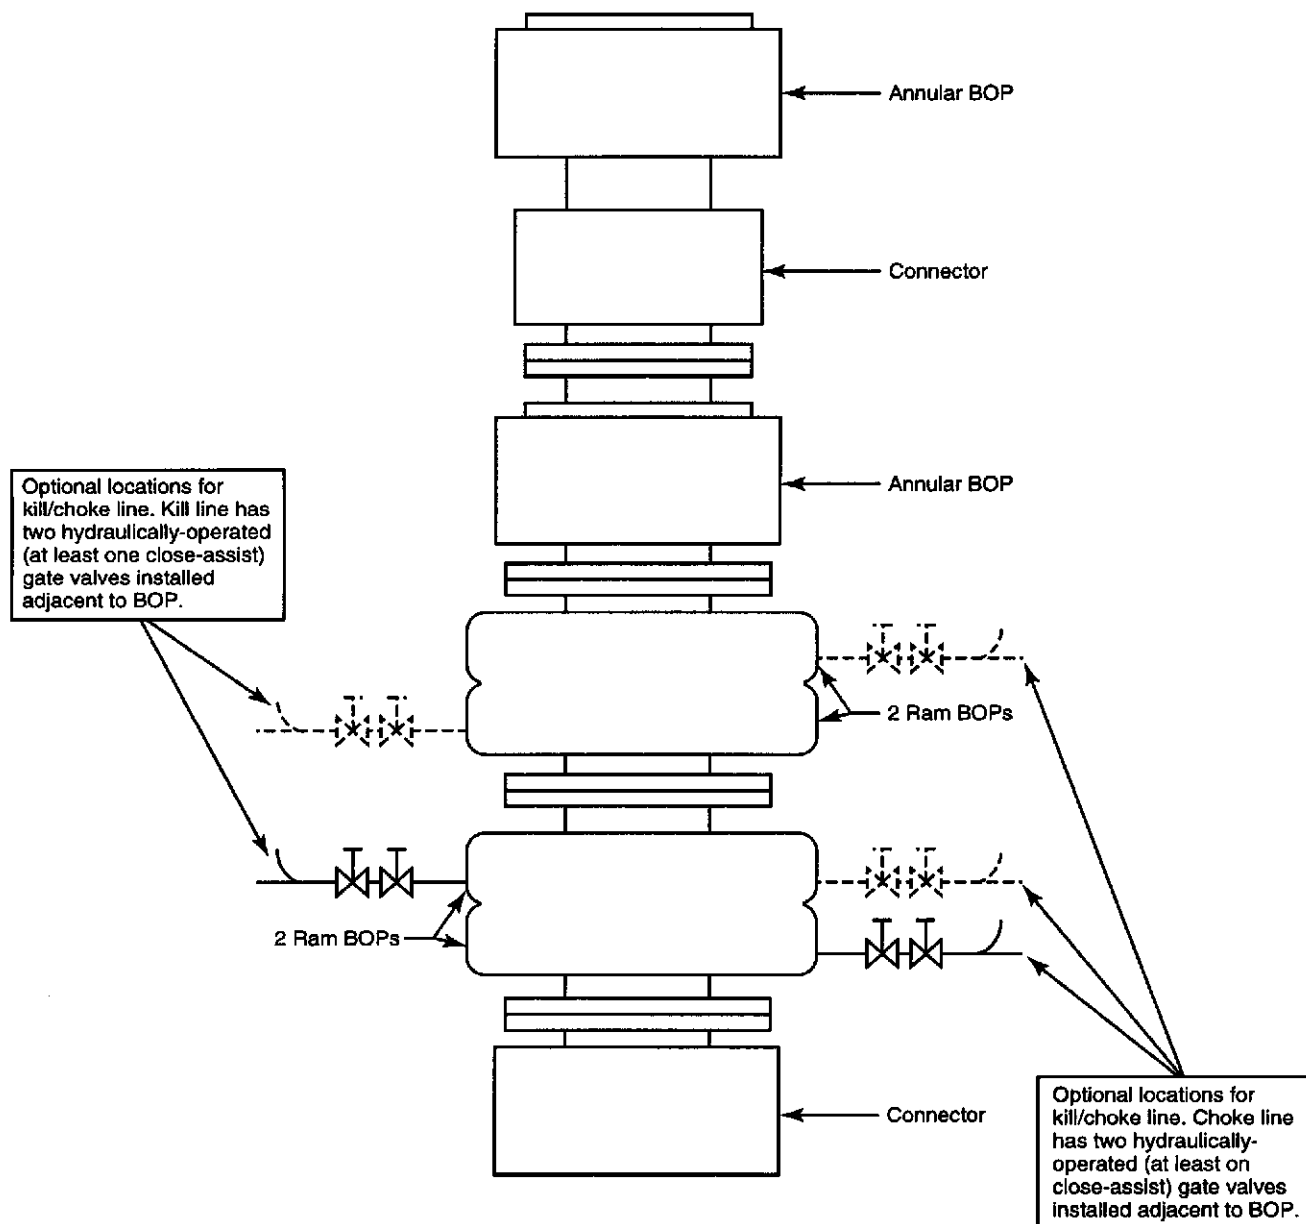 Annular BOP
Connector
Annular BOP
Optional locations for
kill/choke line. Kill line has
two hydraulically-operated
(at least one close-assist)
gate valves installed
adjacent to BOP.
2 Ram BOPs
2 Ram BOPs
Connector
Optional locations for
kill/choke line. Choke line
has two hydraulically-
operated (at least on
close-assist) gate valves
installed adjacent to BOP.